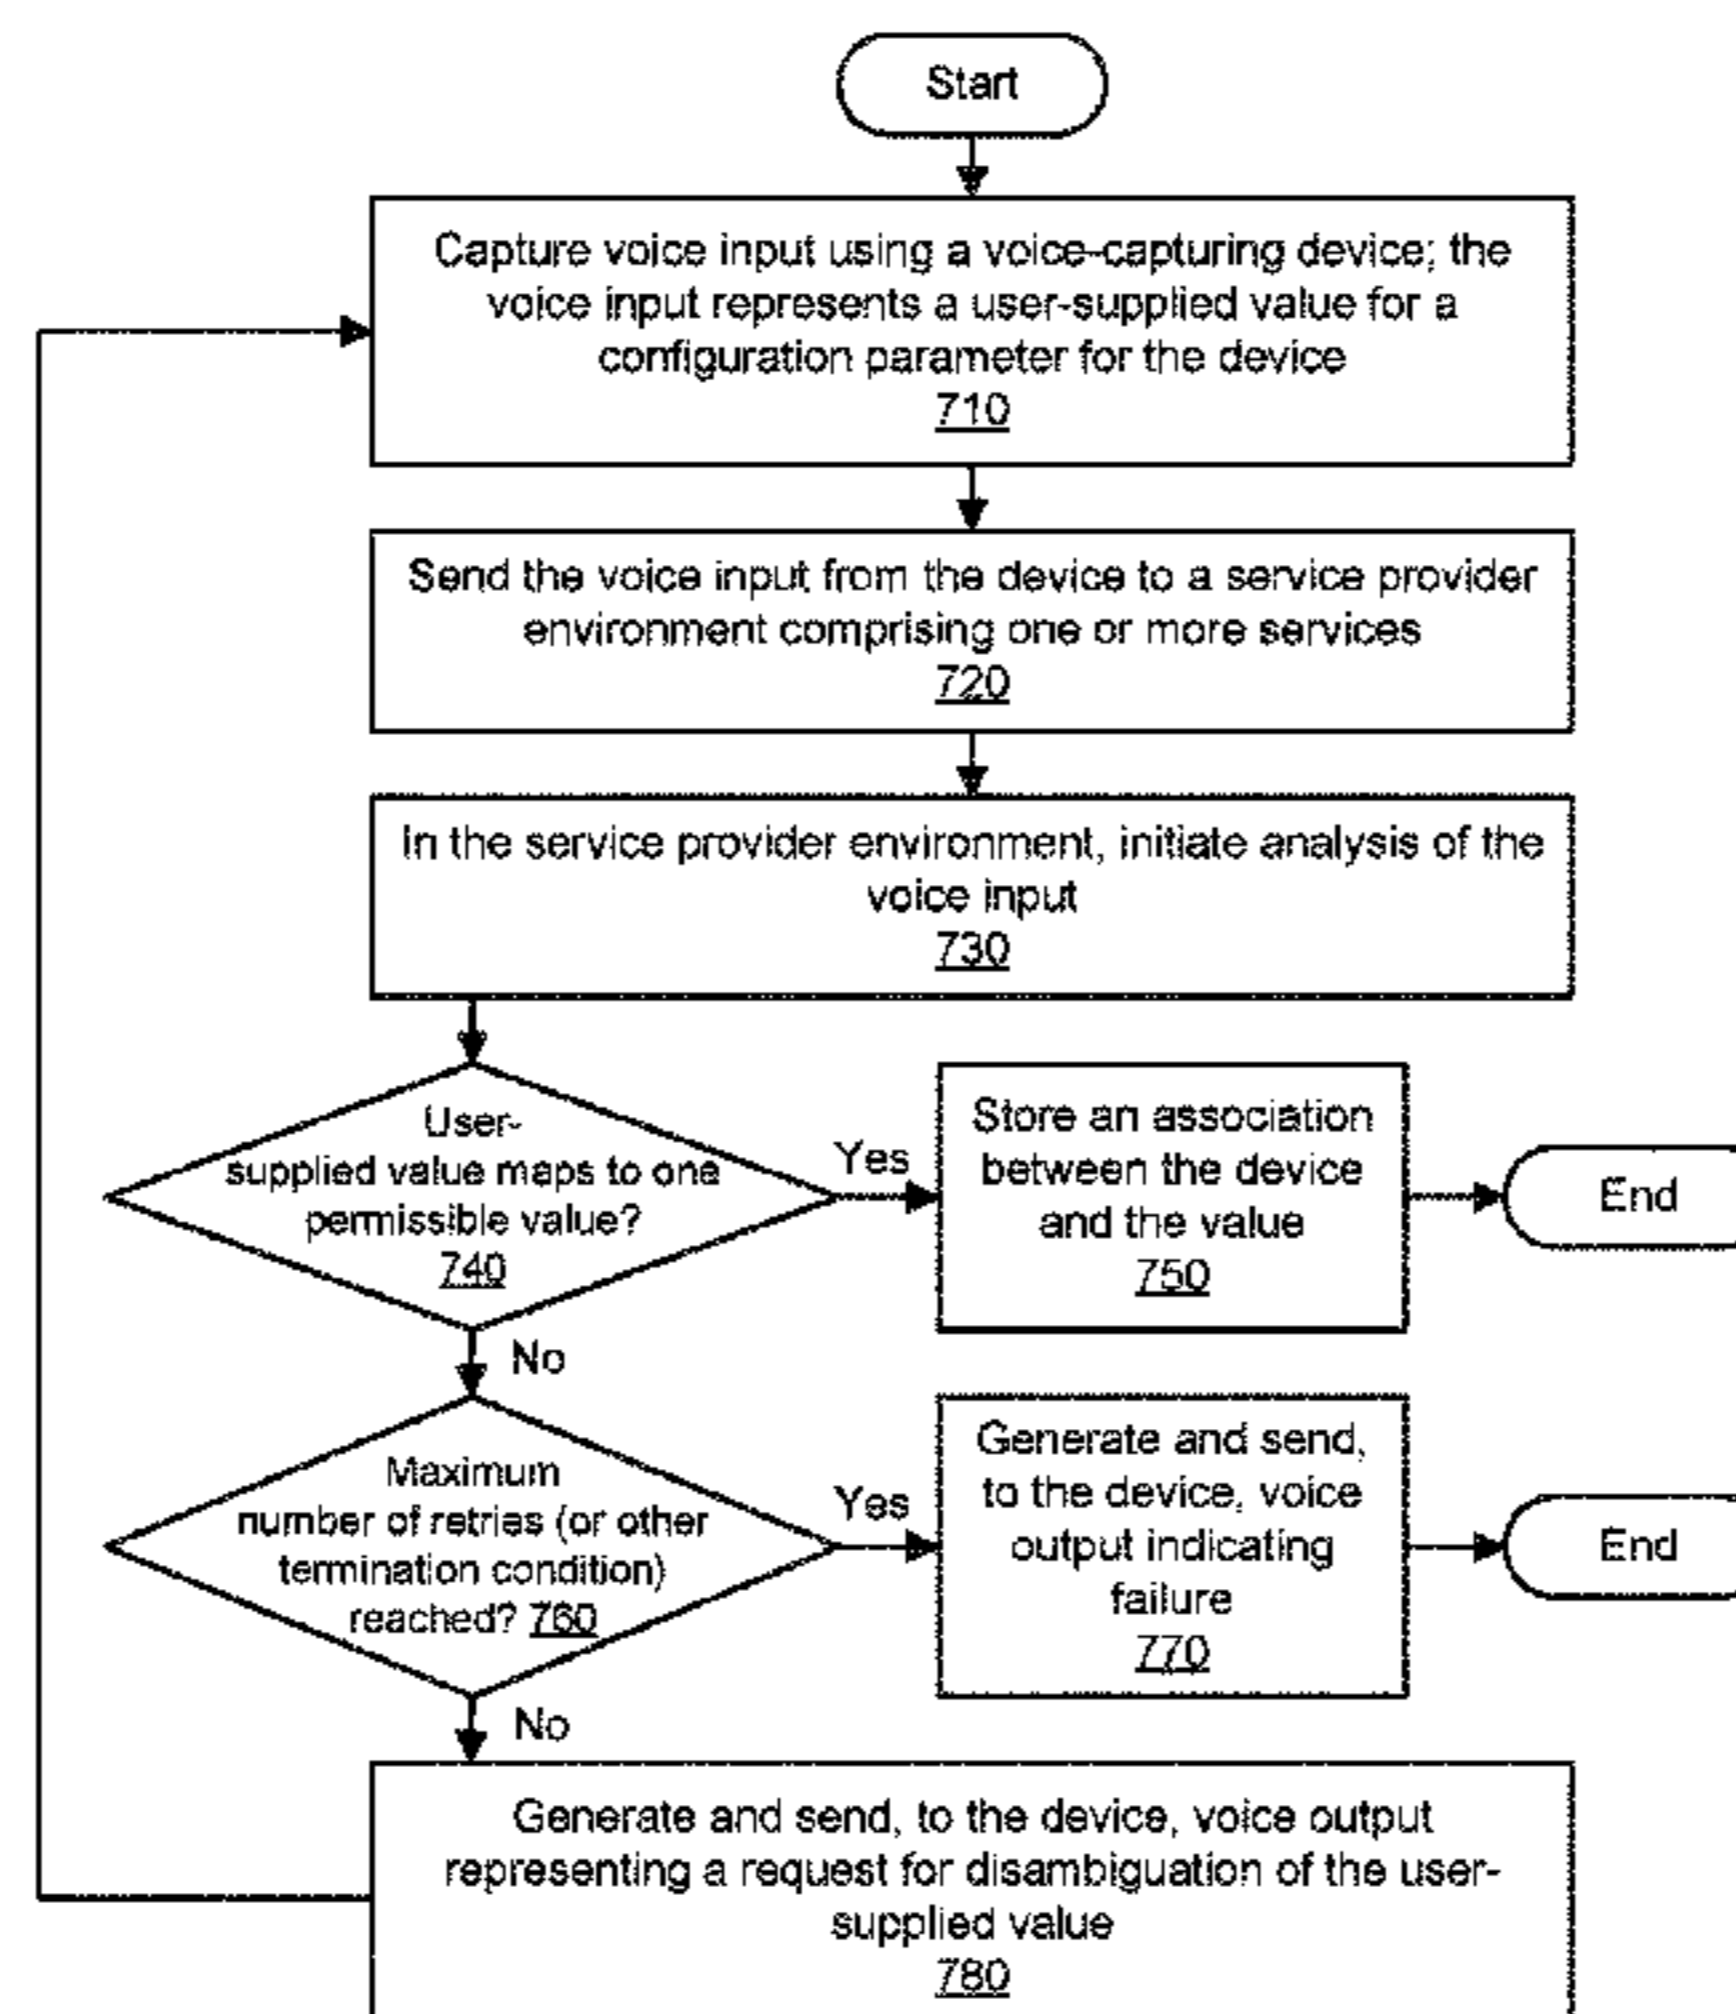 Start
Capture voice input using a voice-capturing device; the
voice input represents a user-supplied value for a
configuration parameter for the device
710
Send the voice input from the device to a service provider
environment comprising one or more services
720
In the service provider environment, initiate analysis of the
voice input
730
User-
supplied value maps to one
permissible value?
740
Yes
Store an association
between the device
and the value
750
End
No
Maximum
number of retries (or other
termination condition)
reached? 760
Yes
Generate and send,
to the device, voice
output indicating
failure
770
End
No
Generate and send, to the device, voice output
representing a request for disambiguation of the user-
supplied value
780